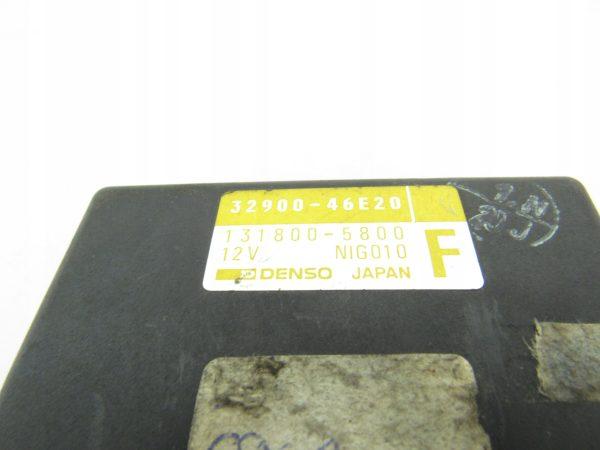 32900-46E20
131800-5800
12V NIG010 F
DENSO JAPAN